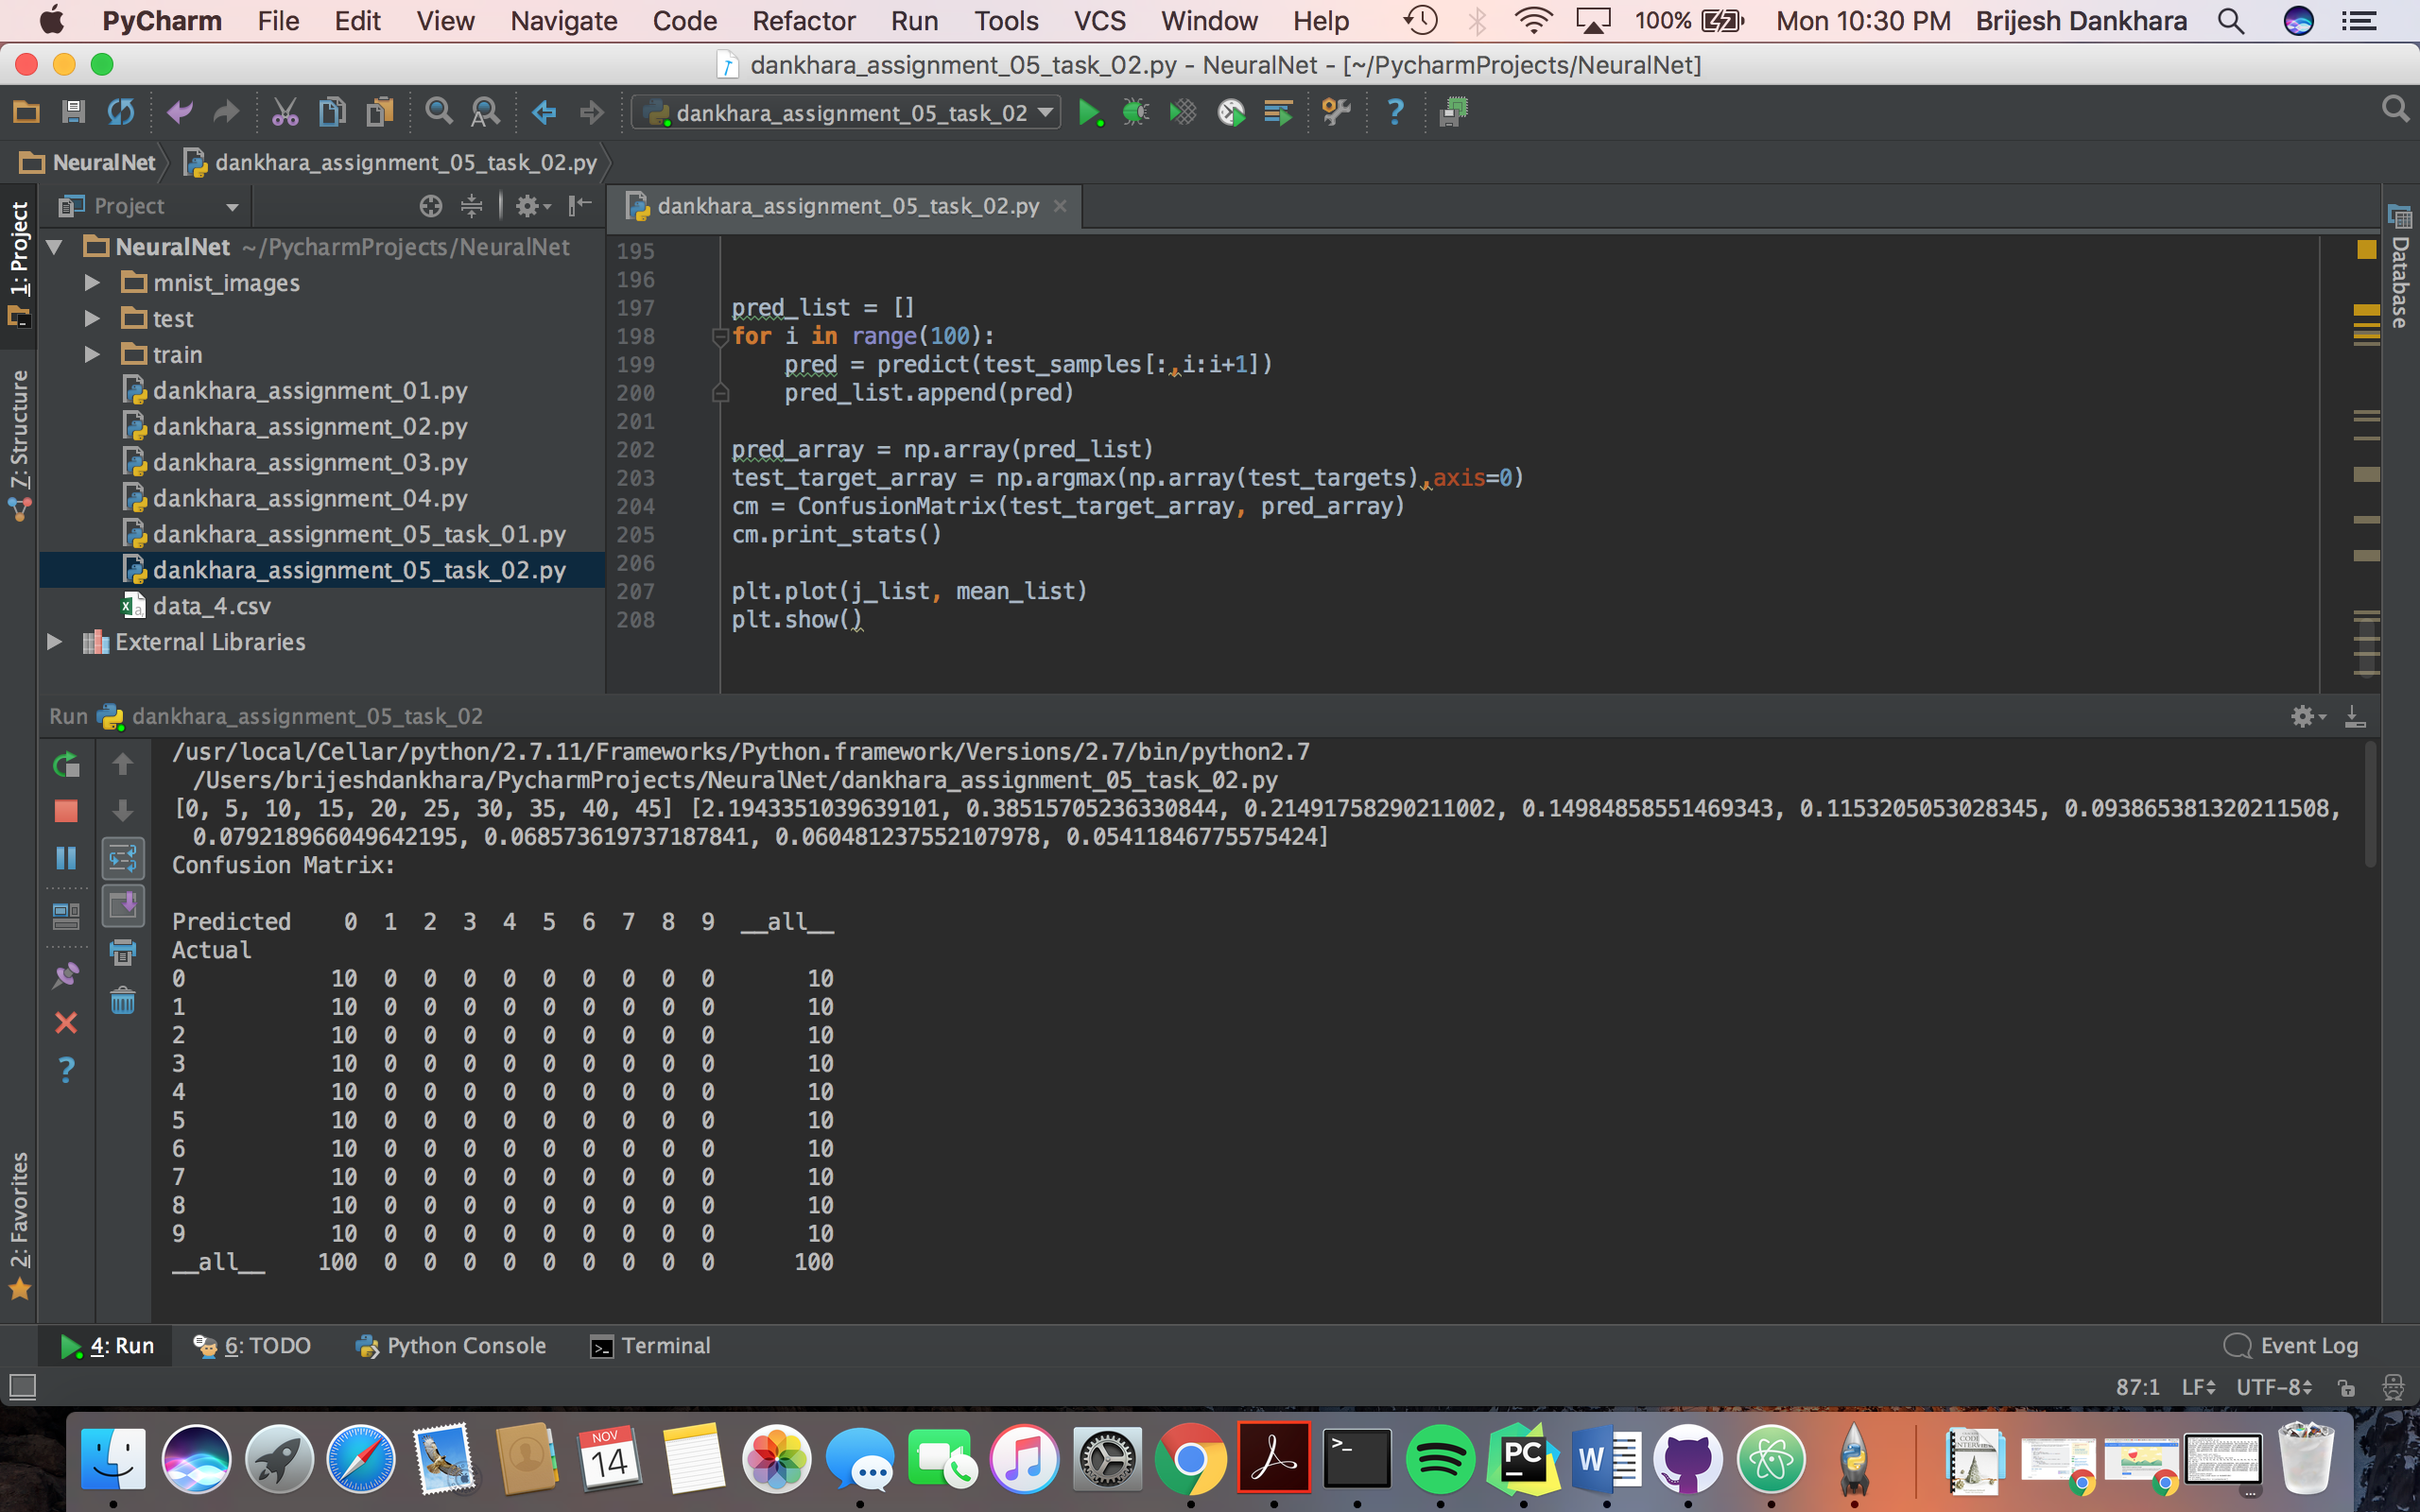 PyCharm File Edit View Navigate Code Refactor Run Tools VCS Window Help 100% Mon 10:30 PM Brijesh Dankhara
dankhara_assignment_05_task_02.py - NeuralNet - [~/PycharmProjects/NeuralNet]
dankhara_assignment_05_task_02
NeuralNet dankhara_assignment_05_task_02.py
1: Project
Z: Structure
2: Favorites
Project
NeuralNet ~/PycharmProjects/NeuralNet
mnist_images
test
train
dankhara_assignment_01.py
dankhara_assignment_02.py
dankhara_assignment_03.py
dankhara_assignment_04.py
dankhara_assignment_05_task_01.py
dankhara_assignment_05_task_02.py
data_4.csv
External Libraries
dankhara_assignment_05_task_02.py
195
196
197 pred_list = []
198 for i in range(100):
199     pred = predict(test_samples[:,i:i+1])
200     pred_list.append(pred)
201
202 pred_array = np.array(pred_list)
203 test_target_array = np.argmax(np.array(test_targets),axis=0)
204 cm = ConfusionMatrix(test_target_array, pred_array)
205 cm.print_stats()
206
207 plt.plot(j_list, mean_list)
208 plt.show()
Database
Run dankhara_assignment_05_task_02
/usr/local/Cellar/python/2.7.11/Frameworks/Python.framework/Versions/2.7/bin/python2.7
/Users/brijeshdankhara/PycharmProjects/NeuralNet/dankhara_assignment_05_task_02.py
[0, 5, 10, 15, 20, 25, 30, 35, 40, 45] [2.1943351039639101, 0.38515705236330844, 0.21491758290211002, 0.14984858551469343, 0.1153205053028345, 0.093865381320211508,
0.079218966049642195, 0.068573619737187841, 0.060481237552107978, 0.05411846775575424]
Confusion Matrix:
Predicted 0 1 2 3 4 5 6 7 8 9 __all__
Actual
0 10 0 0 0 0 0 0 0 0 0 10
1 10 0 0 0 0 0 0 0 0 0 10
2 10 0 0 0 0 0 0 0 0 0 10
3 10 0 0 0 0 0 0 0 0 0 10
4 10 0 0 0 0 0 0 0 0 0 10
5 10 0 0 0 0 0 0 0 0 0 10
6 10 0 0 0 0 0 0 0 0 0 10
7 10 0 0 0 0 0 0 0 0 0 10
8 10 0 0 0 0 0 0 0 0 0 10
9 10 0 0 0 0 0 0 0 0 0 10
__all__ 100 0 0 0 0 0 0 0 0 0 100
4: Run 6: TODO Python Console Terminal Event Log
87:1 LF UTF-8
NOV
14
>_
PC
W